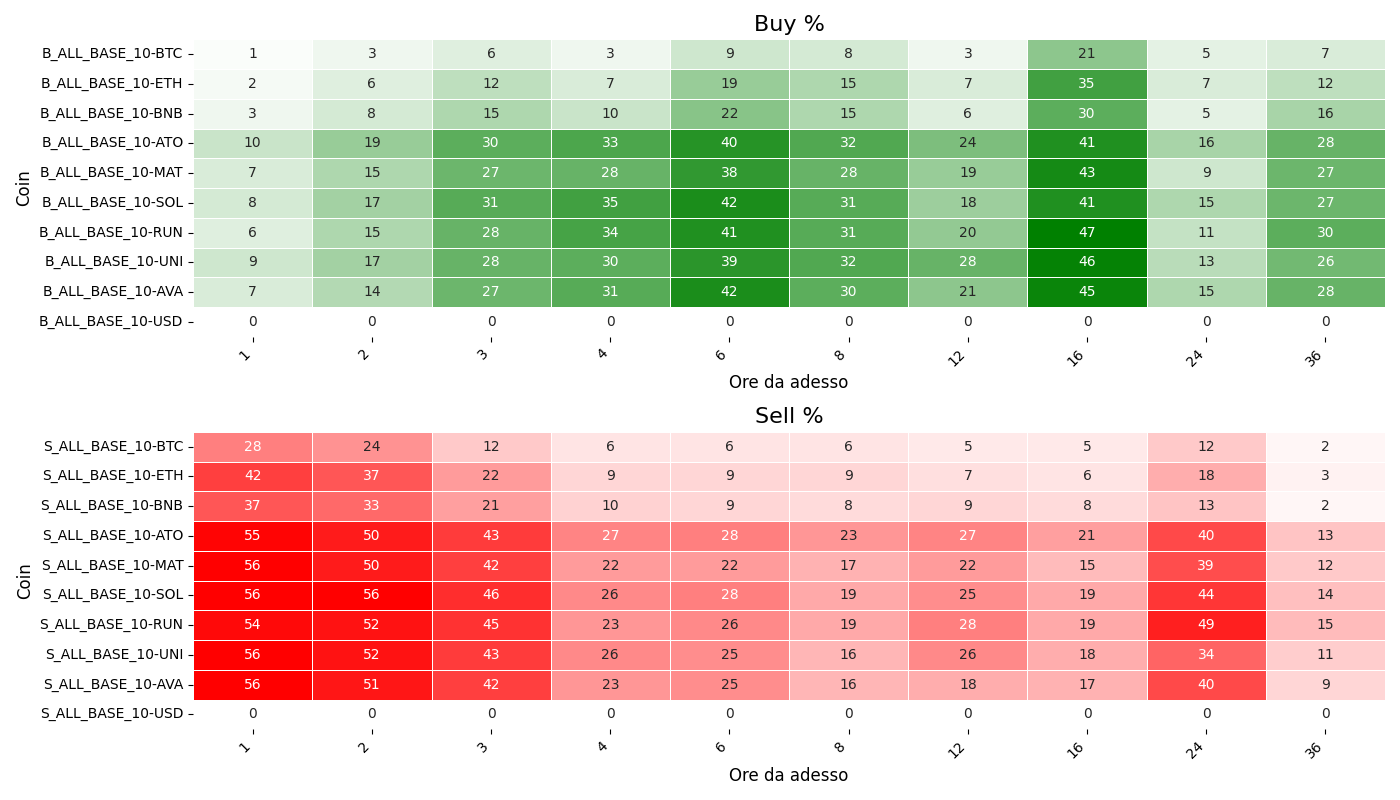 Buy %
Coin
B_ALL_BASE_10-BTC 1 3 6 3 9 8 3 21 5 7
B_ALL_BASE_10-ETH 2 6 12 7 19 15 7 35 7 12
B_ALL_BASE_10-BNB 3 8 15 10 22 15 6 30 5 16
B_ALL_BASE_10-ATO 10 19 30 33 40 32 24 41 16 28
B_ALL_BASE_10-MAT 7 15 27 28 38 28 19 43 9 27
B_ALL_BASE_10-SOL 8 17 31 35 42 31 18 41 15 27
B_ALL_BASE_10-RUN 6 15 28 34 41 31 20 47 11 30
B_ALL_BASE_10-UNI 9 17 28 30 39 32 28 46 13 26
B_ALL_BASE_10-AVA 7 14 27 31 42 30 21 45 15 28
B_ALL_BASE_10-USD 0 0 0 0 0 0 0 0 0 0
1 2 3 4 6 8 12 16 24 36
Ore da adesso
Sell %
Coin
S_ALL_BASE_10-BTC 28 24 12 6 6 6 5 5 12 2
S_ALL_BASE_10-ETH 42 37 22 9 9 9 7 6 18 3
S_ALL_BASE_10-BNB 37 33 21 10 9 8 9 8 13 2
S_ALL_BASE_10-ATO 55 50 43 27 28 23 27 21 40 13
S_ALL_BASE_10-MAT 56 50 42 22 22 17 22 15 39 12
S_ALL_BASE_10-SOL 56 56 46 26 28 19 25 19 44 14
S_ALL_BASE_10-RUN 54 52 45 23 26 19 28 19 49 15
S_ALL_BASE_10-UNI 56 52 43 26 25 16 26 18 34 11
S_ALL_BASE_10-AVA 56 51 42 23 25 16 18 17 40 9
S_ALL_BASE_10-USD 0 0 0 0 0 0 0 0 0 0
1 2 3 4 6 8 12 16 24 36
Ore da adesso